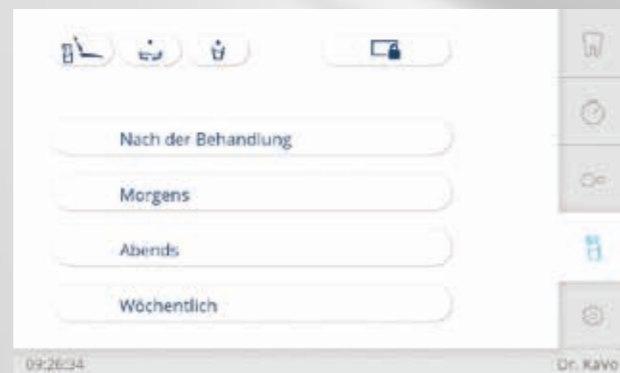 Nach der Behandlung
Morgens
Abends
Wöchentlich
09:26:34
Dr. KaVo